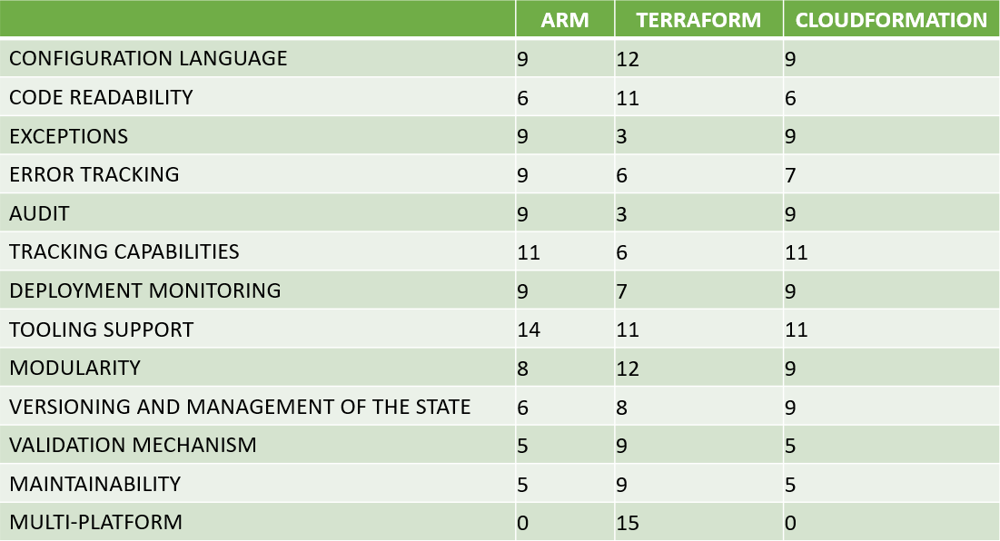 ARM TERRAFORM CLOUDFORMATION
CONFIGURATION LANGUAGE 9 12 9
CODE READABILITY 6 11 6
EXCEPTIONS 9 3 9
ERROR TRACKING 9 6 7
AUDIT 9 3 9
TRACKING CAPABILITIES 11 6 11
DEPLOYMENT MONITORING 9 7 9
TOOLING SUPPORT 14 11 11
MODULARITY 8 12 9
VERSIONING AND MANAGEMENT OF THE STATE 6 8 9
VALIDATION MECHANISM 5 9 5
MAINTAINABILITY 5 9 5
MULTI-PLATFORM 0 15 0